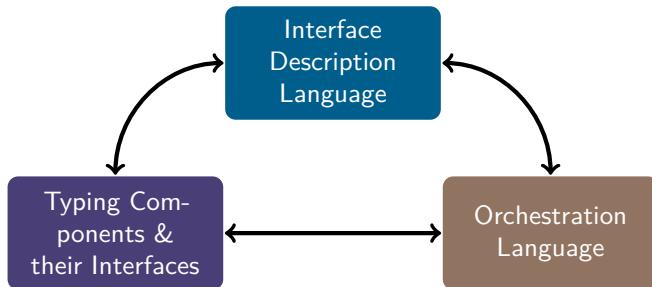 Interface
Description
Language
Typing Com-
ponents &
their Interfaces
Orchestration
Language